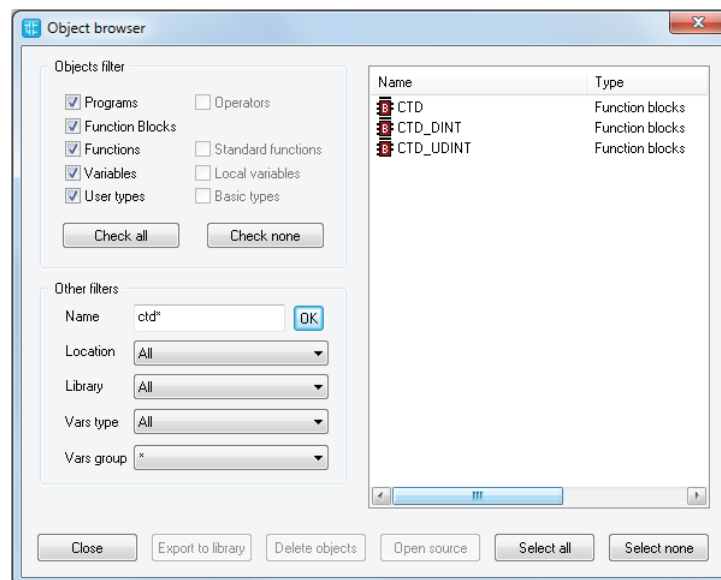 Object browser
Objects filter
Programs Operators
Function Blocks
Functions Standard functions
Variables Local variables
User types Basic types
Check all Check none
Other filters
Name ctd* OK
Location All
Library All
Vars type All
Vars group *
Name Type
CTD Function blocks
CTD_DINT Function blocks
CTD_UDINT Function blocks
Close Export to library Delete objects Open source Select all Select none